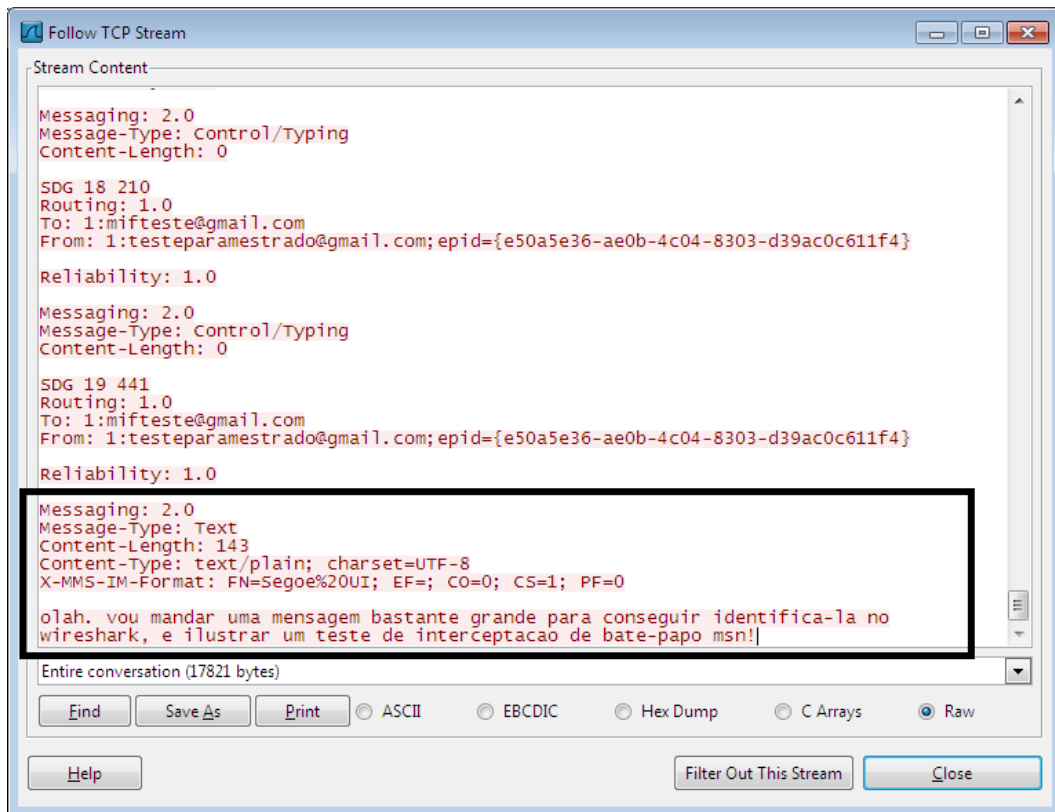 Follow TCP Stream
Stream Content
Messaging: 2.0
Message-Type: Control/Typing
Content-Length: 0
SDG 18 210
Routing: 1.0
To: 1:mifteste@gmail.com
From: 1:testeparamestrado@gmail.com;epid={e50a5e36-ae0b-4c04-8303-d39ac0c611f4}
Reliability: 1.0
Messaging: 2.0
Message-Type: Control/Typing
Content-Length: 0
SDG 19 441
Routing: 1.0
To: 1:mifteste@gmail.com
From: 1:testeparamestrado@gmail.com;epid={e50a5e36-ae0b-4c04-8303-d39ac0c611f4}
Reliability: 1.0
Messaging: 2.0
Message-Type: Text
Content-Length: 143
Content-Type: text/plain; charset=UTF-8
X-MMS-IM-Format: FN=Segoe%20UI; EF=; CO=0; CS=1; PF=0
olah. vou mandar uma mensagem bastante grande para conseguir identifica-la no
wireshark, e ilustrar um teste de interceptacao de bate-papo msn!
Entire conversation (17821 bytes)
Find Save As Print ASCII EBCDIC Hex Dump C Arrays Raw
Help Filter Out This Stream Close